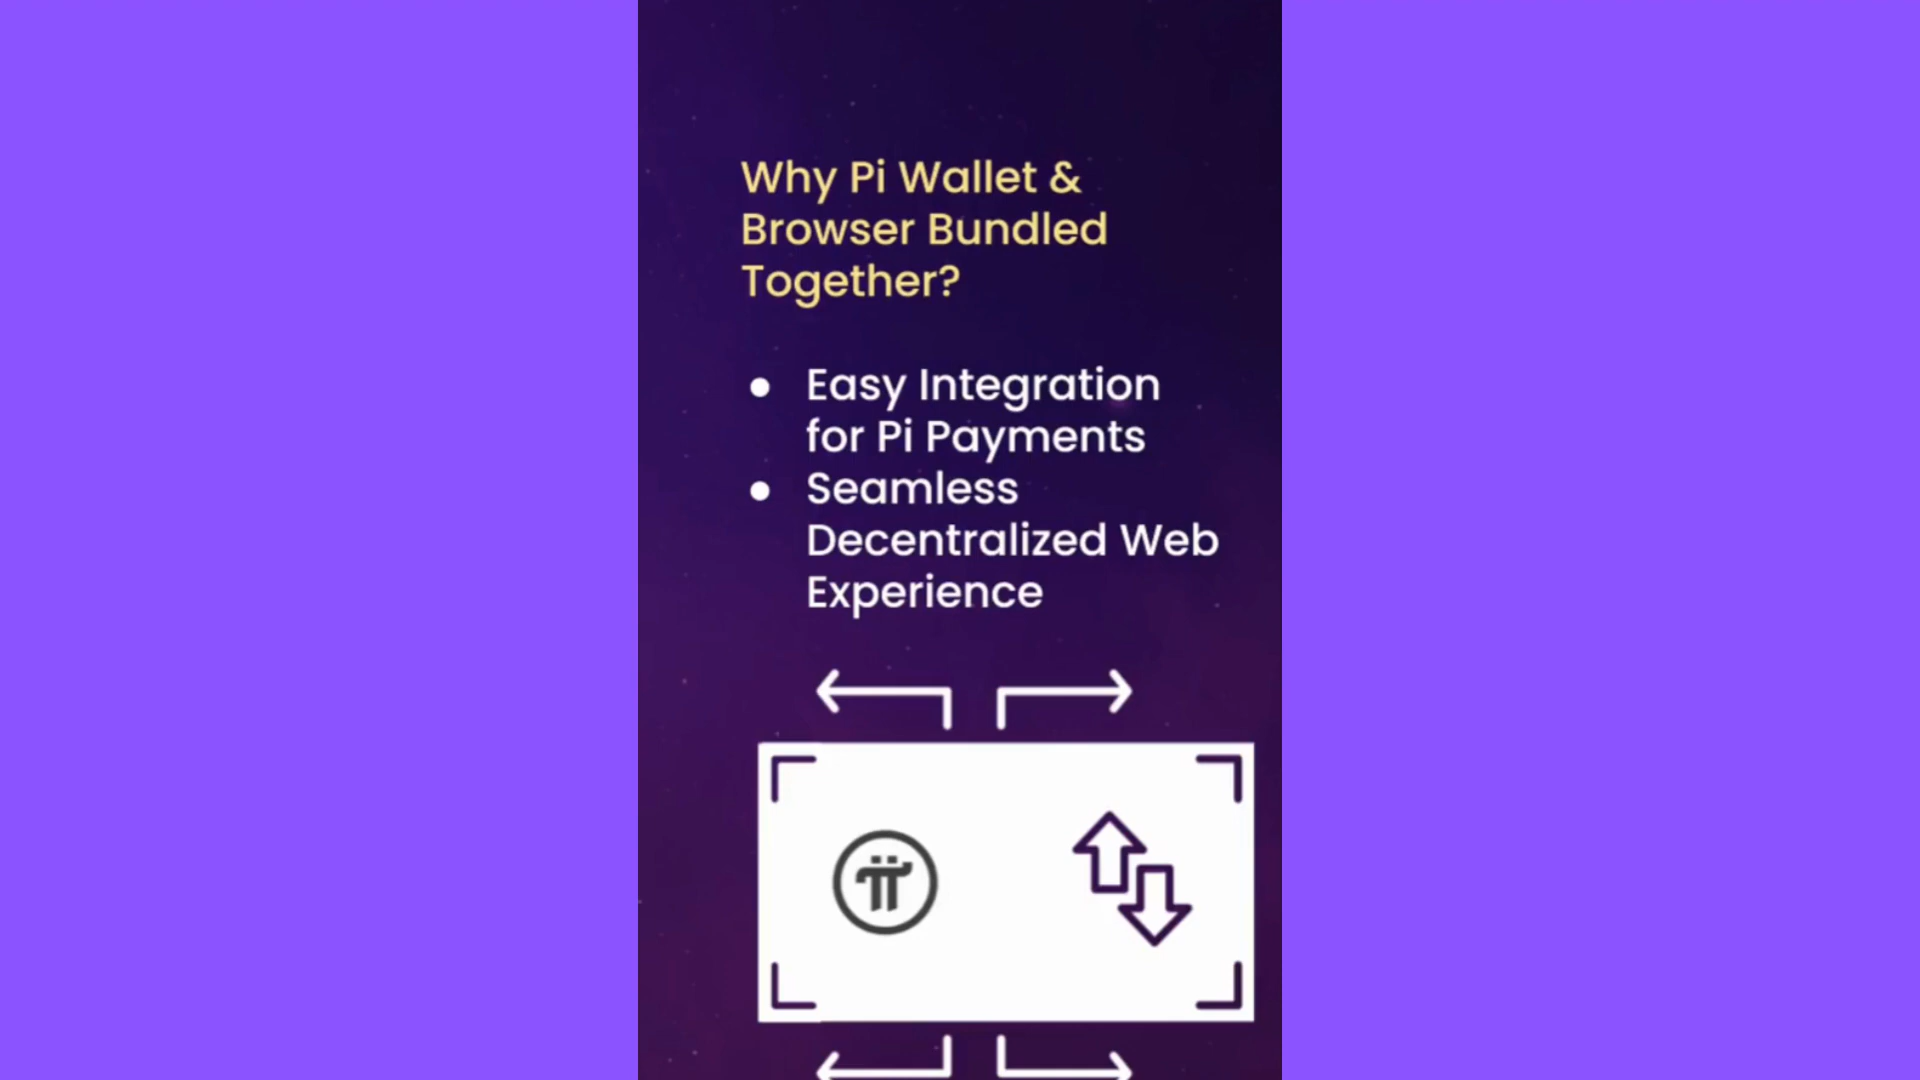 Why Pi Wallet &
Browser Bundled
Together?
● Easy Integration
for Pi Payments
● Seamless
Decentralized Web
Experience